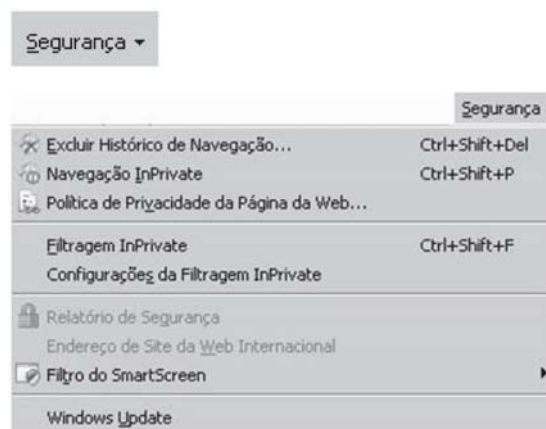 Segurança
Segurança
Excluir Histórico de Navegação... Ctrl+Shift+Del
Navegação InPrivate Ctrl+Shift+P
Política de Privacidade da Página da Web...
Filtragem InPrivate Ctrl+Shift+F
Configurações da Filtragem InPrivate
Relatório de Segurança
Endereço de Site da Web Internacional
Filtro do SmartScreen
Windows Update